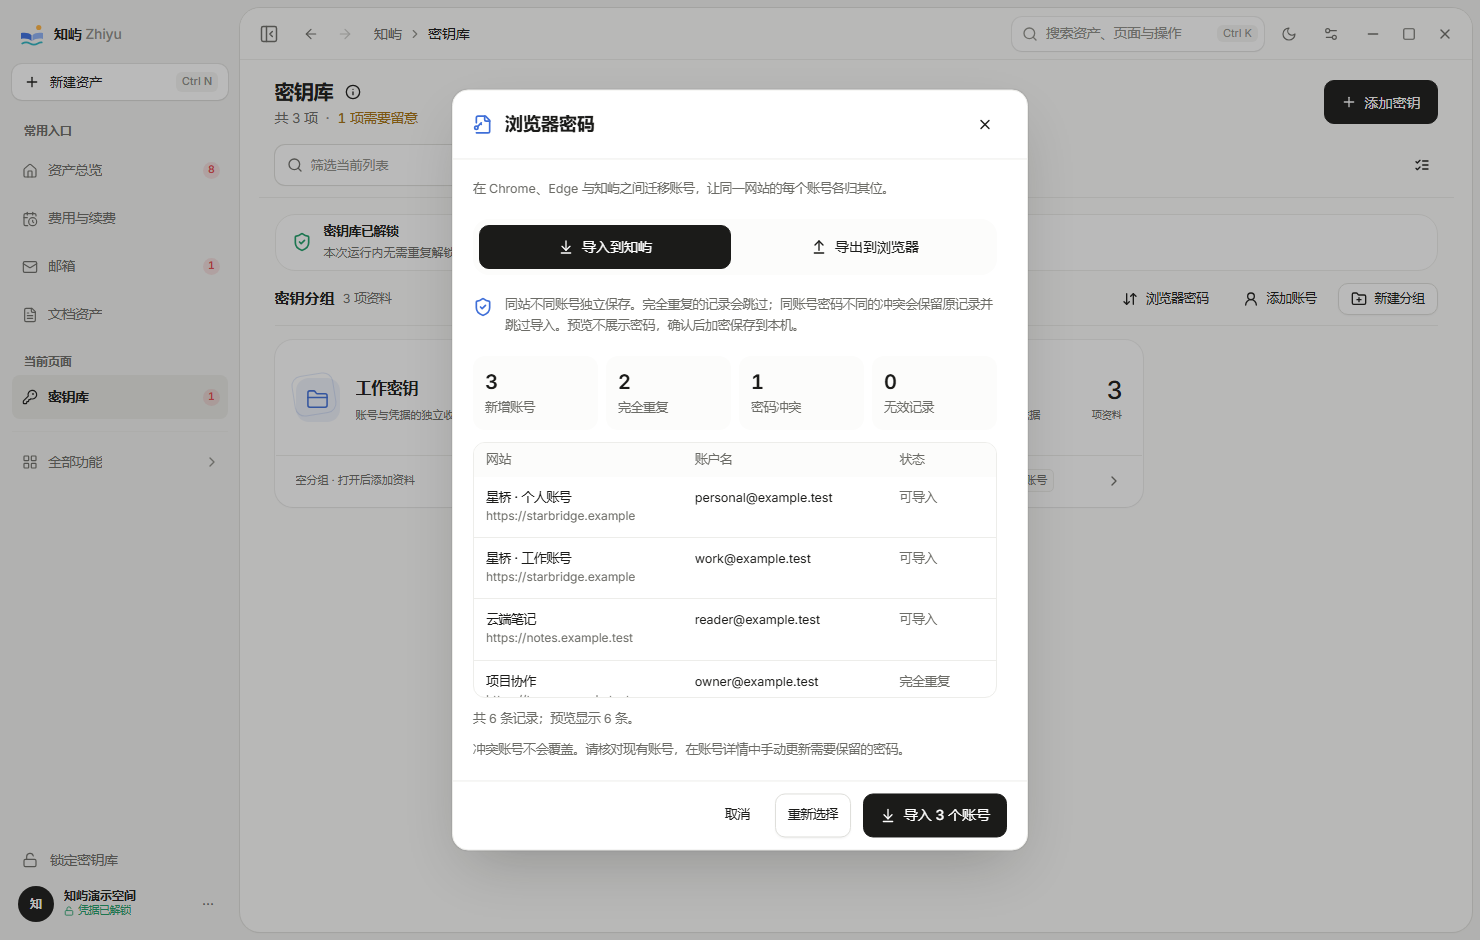 知屿 Zhiyu
新建资产 Ctrl N
常用入口
资产总览 8
费用与续费
邮箱 1
文档资产
当前页面
密钥库 1
全部功能
锁定密钥库
知
知屿演示空间
凭据已解锁
知屿 密钥库
搜索资产、页面与操作 Ctrl K
密钥库
共 3 项 · 1 项需要留意
添加密钥
筛选当前列表
密钥库已解锁
本次运行内无需重复解锁
密钥分组 3 项资料
浏览器密码 添加账号 新建分组
工作密钥
账号与凭据的独立收
空分组 · 打开后添加资料
3
据 项资料
账号
浏览器密码
在 Chrome、Edge 与知屿之间迁移账号，让同一网站的每个账号各归其位。
导入到知屿 导出到浏览器
同站不同账号独立保存。完全重复的记录会跳过；同账号密码不同的冲突会保留原记录并
跳过导入。预览不展示密码，确认后加密保存到本机。
3 2 1 0
新增账号 完全重复 密码冲突 无效记录
网站 账户名 状态
星桥 · 个人账号 personal@example.test 可导入
https://starbridge.example
星桥 · 工作账号 work@example.test 可导入
https://starbridge.example
云端笔记 reader@example.test 可导入
https://notes.example.test
项目协作 owner@example.test 完全重复
共 6 条记录；预览显示 6 条。
冲突账号不会覆盖。请核对现有账号，在账号详情中手动更新需要保留的密码。
取消 重新选择 导入 3 个账号